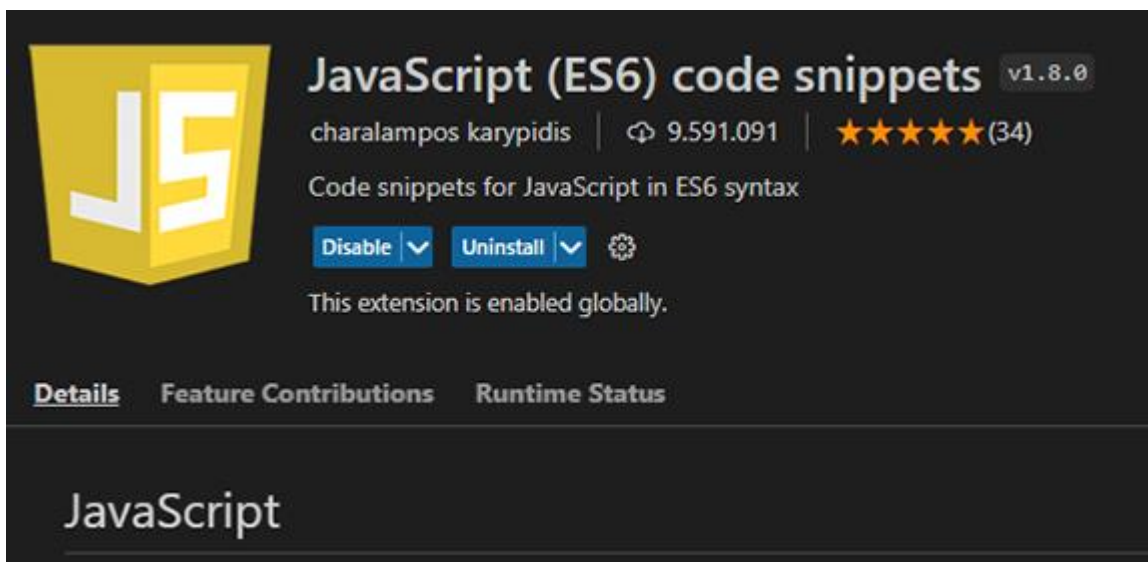 JS
JavaScript (ES6) code snippets v1.8.0
charalampos karypidis | 9.591.091 | ★★★★★(34)
Code snippets for JavaScript in ES6 syntax
Disable Uninstall
This extension is enabled globally.
Details Feature Contributions Runtime Status
JavaScript